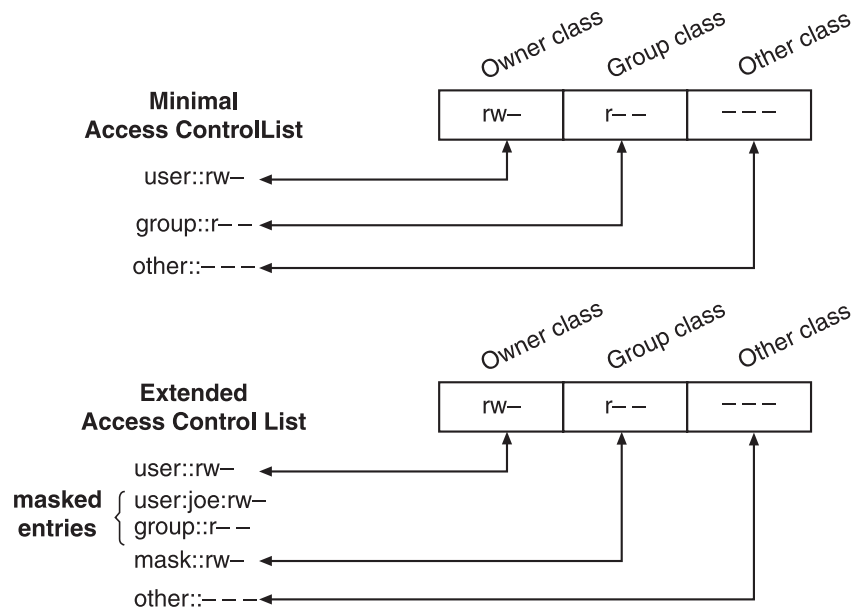 Owner class
Group class
Other class
Minimal
Access ControlList
rw–
r– –
– – –
user::rw–
group::r– –
other::– – –
Owner class
Group class
Other class
Extended
Access Control List
rw–
r– –
– – –
user::rw–
masked
entries
user:joe:rw–
group::r– –
mask::rw–
other::– – –